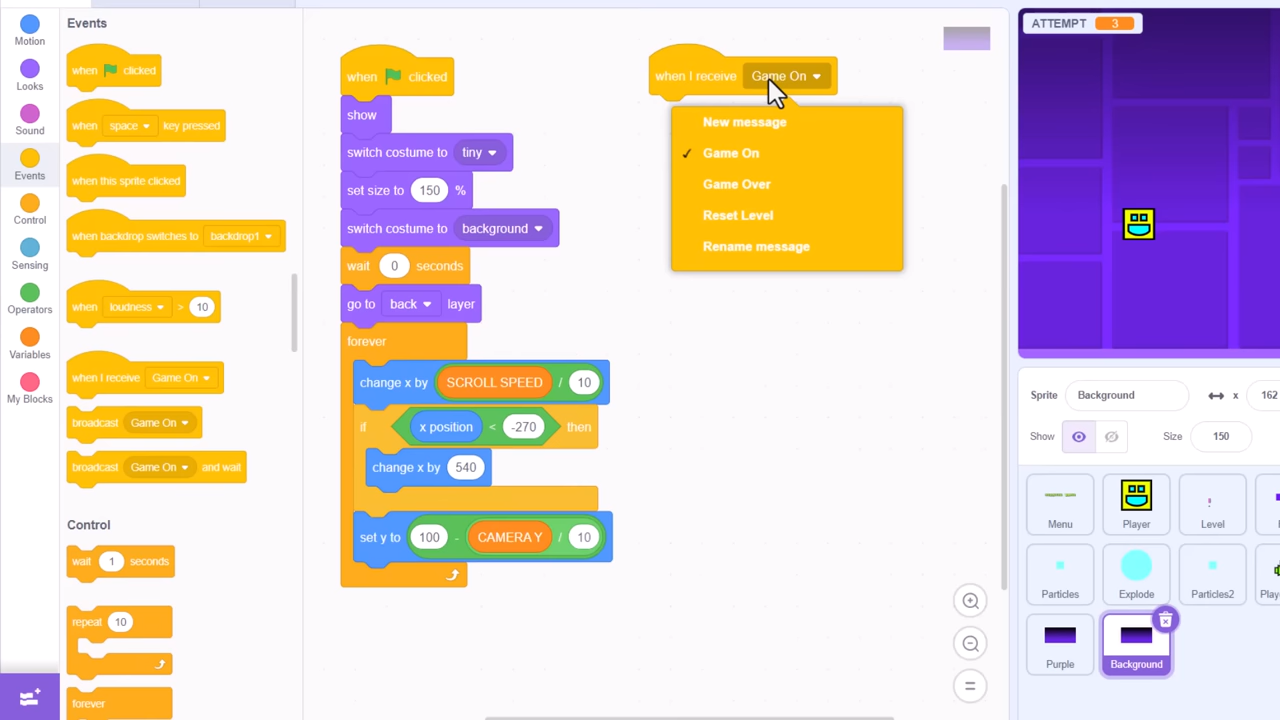 Motion
Looks
Sound
Events
Control
Sensing
Operators
Variables
My Blocks
Events
when clicked
when space key pressed
when this sprite clicked
when backdrop switches to backdrop1
when loudness > 10
when I receive Game On
broadcast Game On
broadcast Game On and wait
Control
wait 1 seconds
repeat 10
forever
when clicked
show
switch costume to tiny
set size to 150 %
switch costume to background
wait 0 seconds
go to back layer
forever
change x by SCROLL SPEED / 10
if x position < -270 then
change x by 540
set y to 100 - CAMERA Y / 10
when I receive Game On
New message
✓ Game On
Game Over
Reset Level
Rename message
ATTEMPT 3
Sprite Background x 162
Show Size 150
Menu Player Level
Particles Explode Particles2 Playe
Purple Background